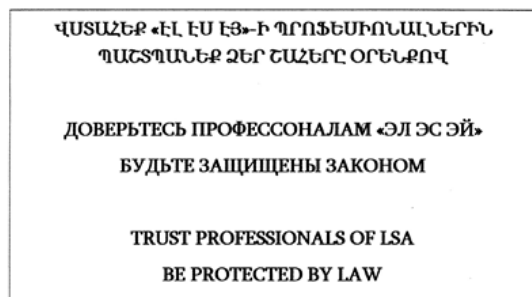 ՎՍՏԱՀԵՔ «ԷԼ ԷՍ ԷՅ»-Ի ՊՐՈՖԵՍԻՈՆԱԼՆԵՐԻՆ
ՊԱՇՏՊԱՆԵՔ ՁԵՐ ՇԱՀԵՐԸ ՕՐԵՆՔՈՎ
ДОВЕРЬТЕСЬ ПРОФЕССОНАЛАМ «ЭЛ ЭС ЭЙ»
БУДЬТЕ ЗАЩИЩЕНЫ ЗАКОНОМ
TRUST PROFESSIONALS OF LSA
BE PROTECTED BY LAW